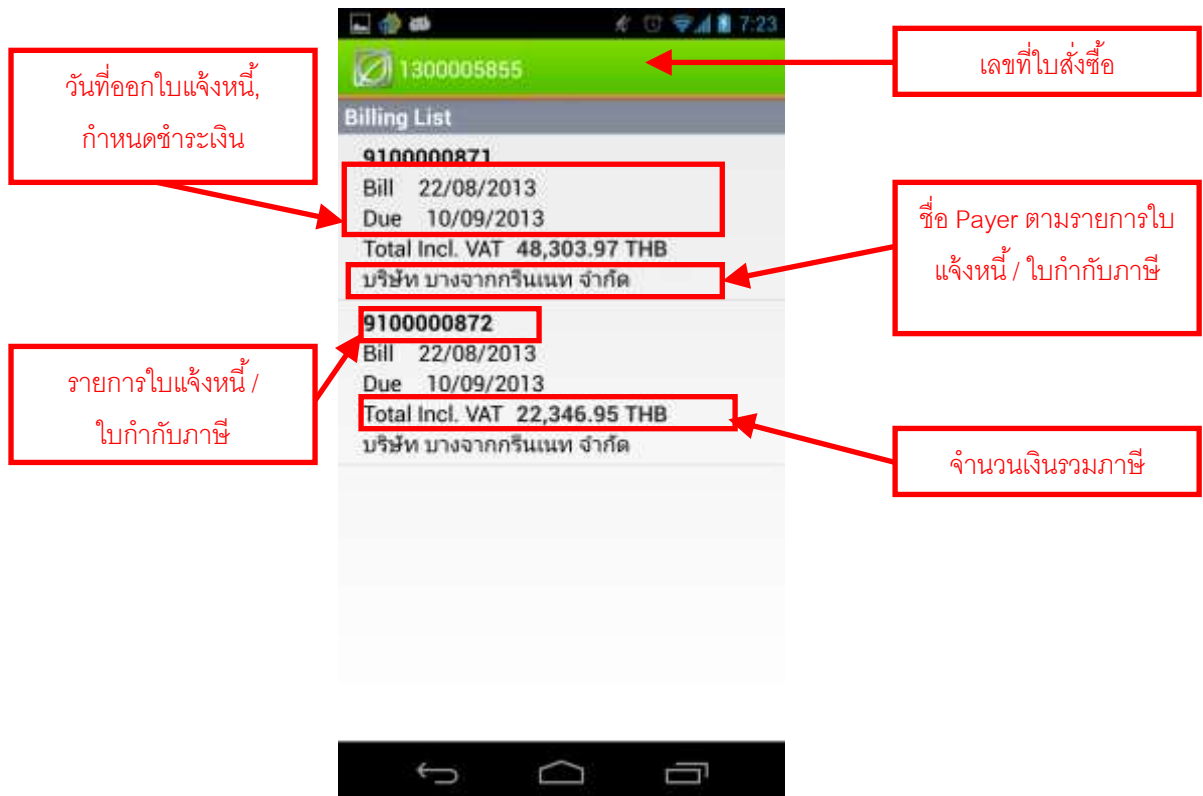 7:23
1300005855
Billing List
9100000871
Bill 22/08/2013
Due 10/09/2013
Total Incl. VAT 48,303.97 THB
บริษัท บางจากกรีนเนท จำกัด
9100000872
Bill 22/08/2013
Due 10/09/2013
Total Incl. VAT 22,346.95 THB
บริษัท บางจากกรีนเนท จำกัด
วันที่ออกใบแจ้งหนี้,
กำหนดชำระเงิน
รายการใบแจ้งหนี้ /
ใบกำกับภาษี
เลขที่ใบสั่งซื้อ
ชื่อ Payer ตามรายการใบ
แจ้งหนี้ / ใบกำกับภาษี
จำนวนเงินรวมภาษี